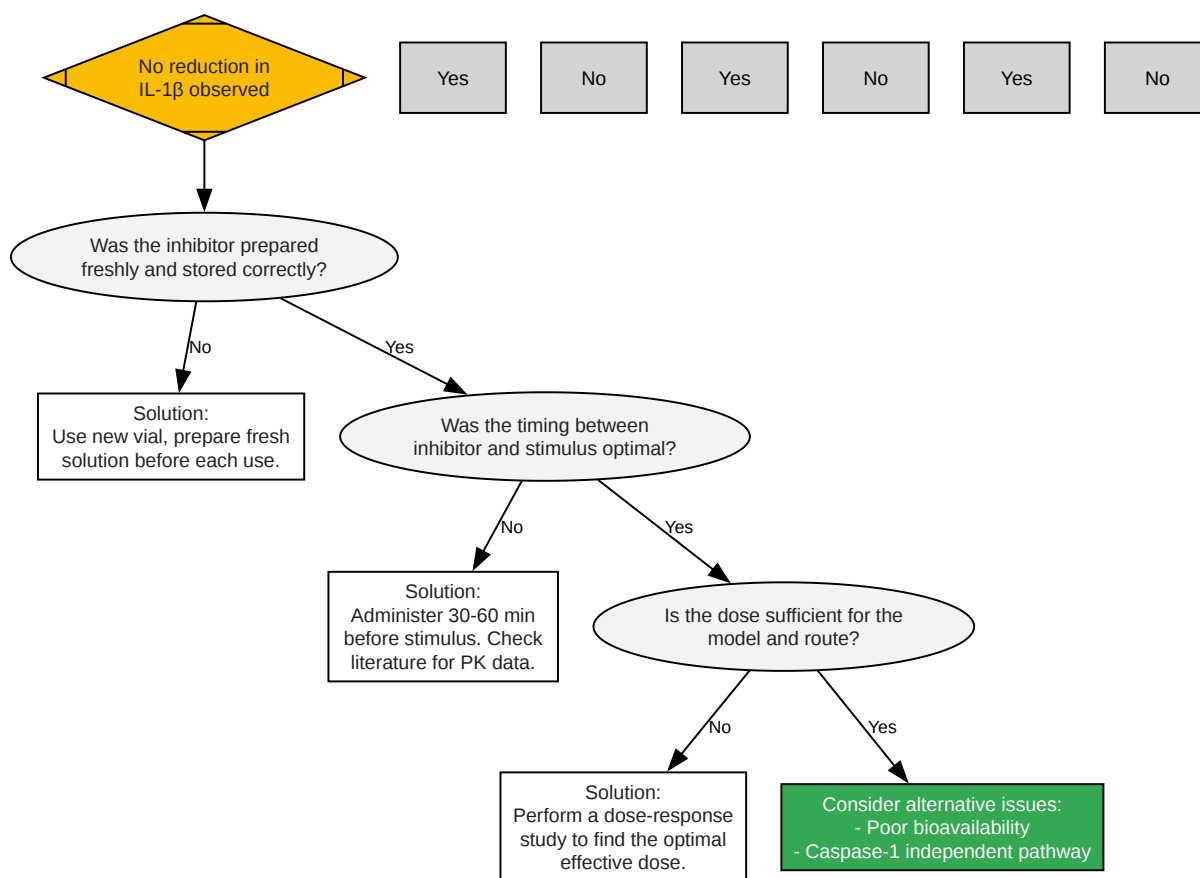 No reduction in
IL-1β observed
Yes
No
Yes
No
Yes
No
Was the inhibitor prepared
freshly and stored correctly?
No
Yes
Solution:
Use new vial, prepare fresh
solution before each use.
Was the timing between
inhibitor and stimulus optimal?
No
Yes
Solution:
Administer 30-60 min
before stimulus. Check
literature for PK data.
Is the dose sufficient for the
model and route?
No
Yes
Solution:
Perform a dose-response
study to find the optimal
effective dose.
Consider alternative issues:
- Poor bioavailability
- Caspase-1 independent pathway